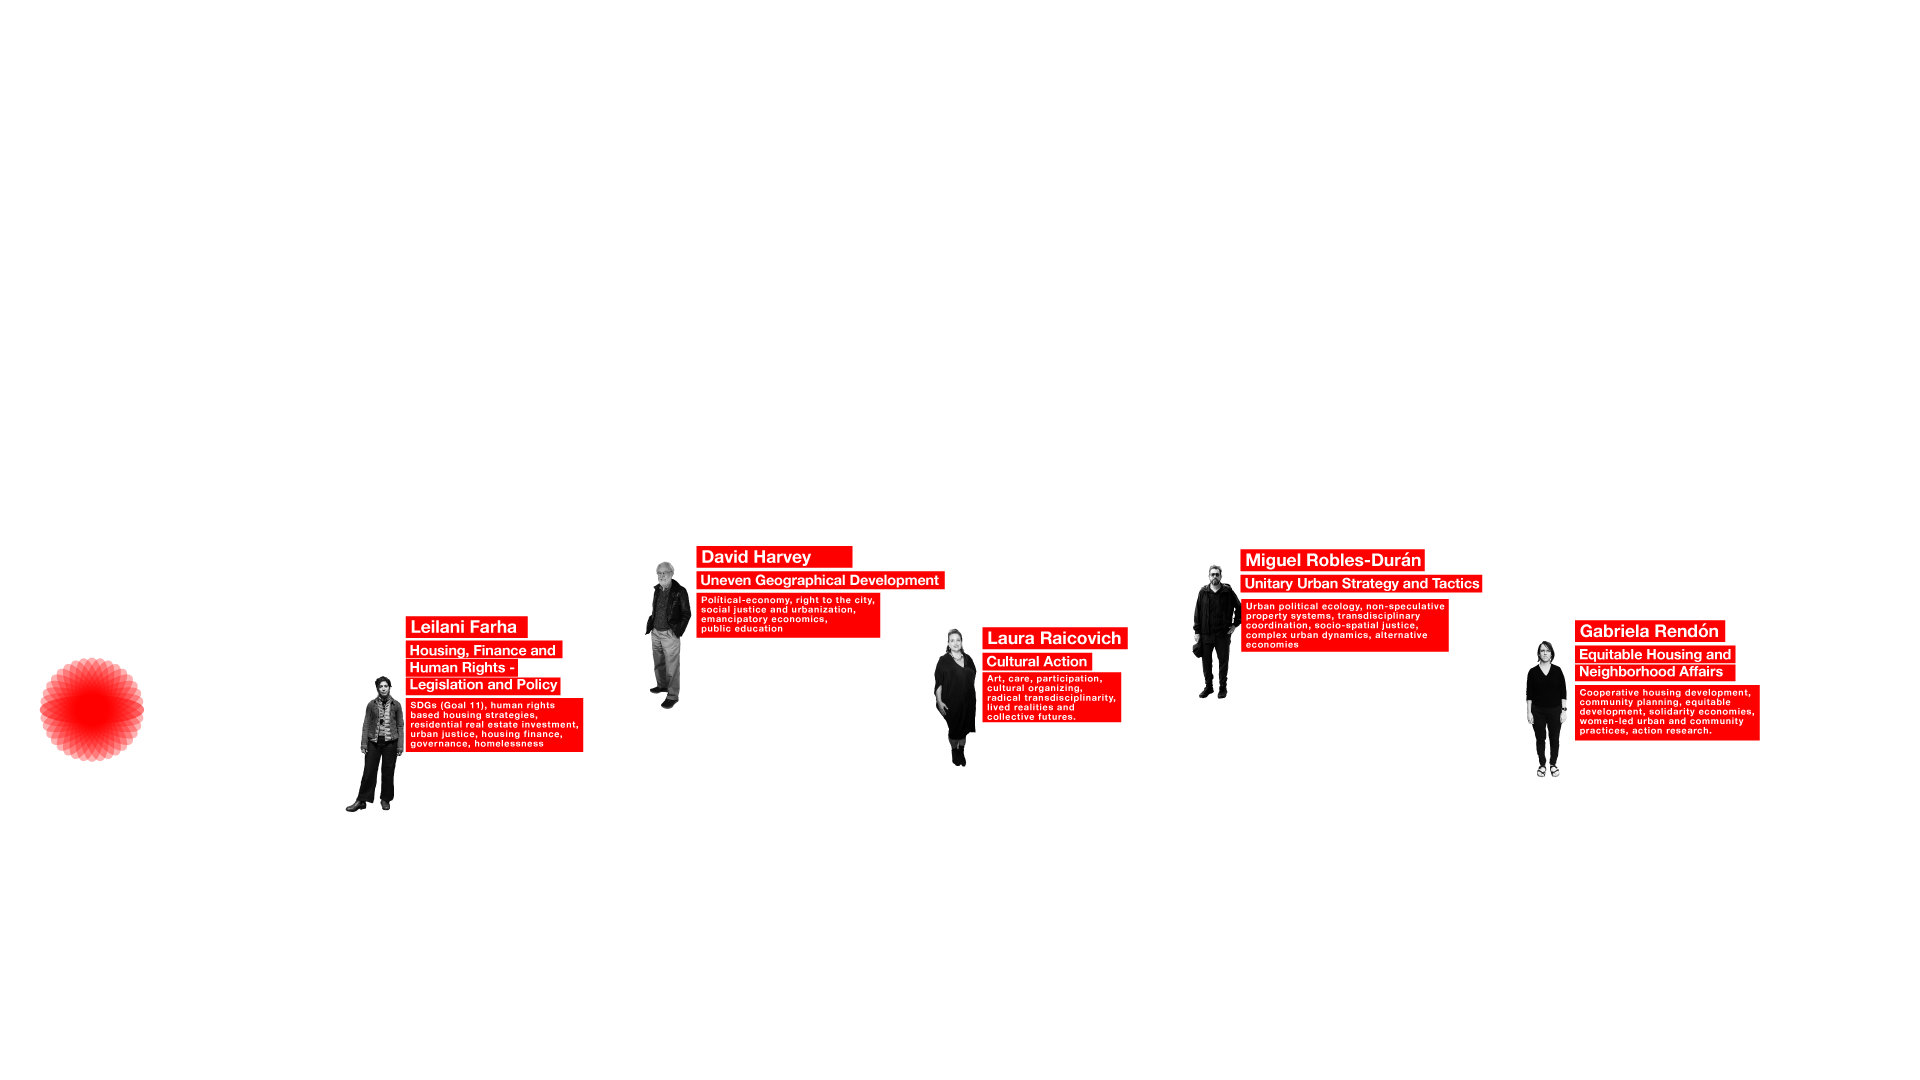 Leilani Farha
Housing, Finance and
Human Rights -
Legislation and Policy
SDGs (Goal 11), human rights
based housing strategies,
residential real estate investment,
urban justice, housing finance,
governance, homelessness
David Harvey
Uneven Geographical Development
Political-economy, right to the city,
social justice and urbanization,
emancipatory economics,
public education
Laura Raicovich
Cultural Action
Art, care, participation,
cultural organizing,
radical transdisciplinarity,
lived realities and
collective futures.
Miguel Robles-Durán
Unitary Urban Strategy and Tactics
Urban political ecology, non-speculative
property systems, transdisciplinary
coordination, socio-spatial justice,
complex urban dynamics, alternative
economies
Gabriela Rendón
Equitable Housing and
Neighborhood Affairs
Cooperative housing development,
community planning, equitable
development, solidarity economies,
women-led urban and community
practices, action research.